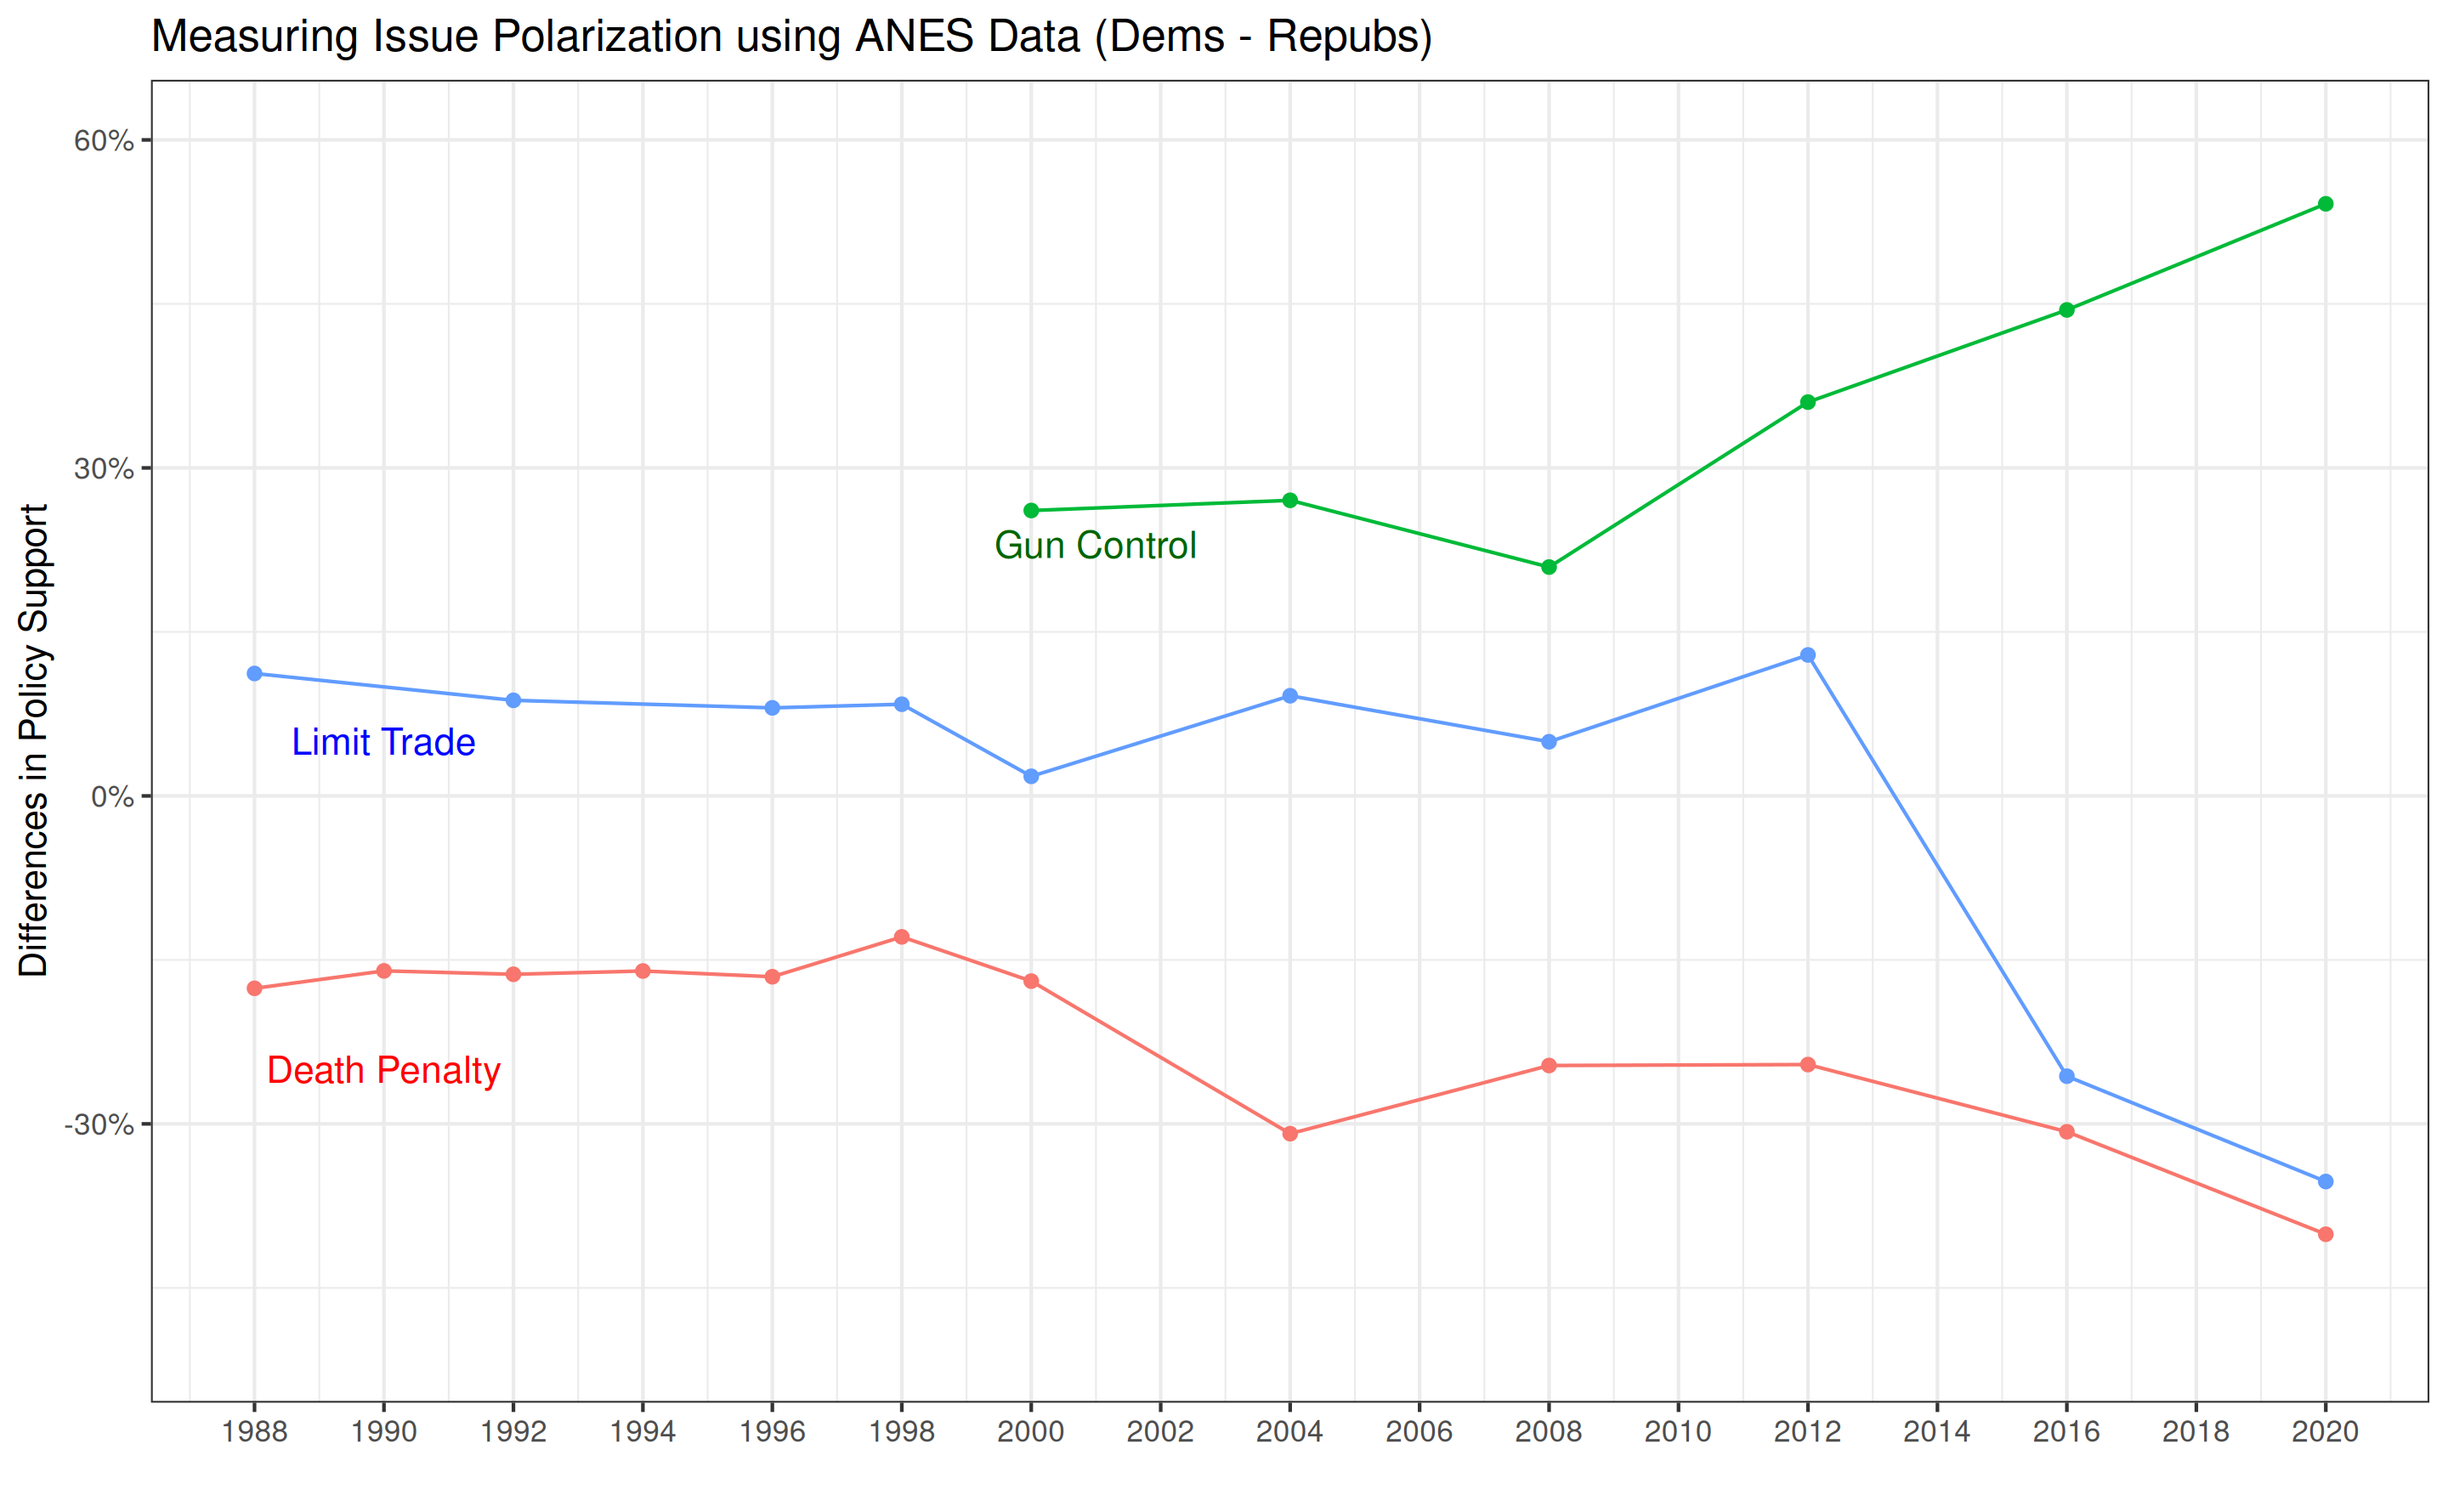 Measuring Issue Polarization using ANES Data (Dems - Repubs)
Differences in Policy Support
60%
30%
0%
-30%
Gun Control
Limit Trade
Death Penalty
1988 1990 1992 1994 1996 1998 2000 2002 2004 2006 2008 2010 2012 2014 2016 2018 2020